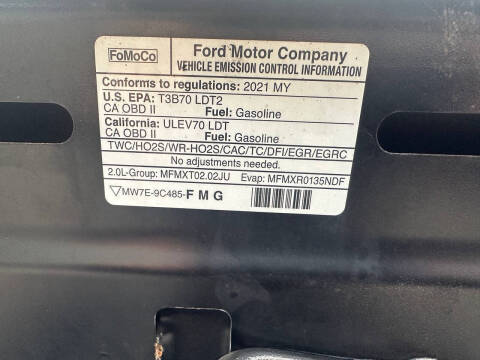 FoMoCo
Ford Motor Company
VEHICLE EMISSION CONTROL INFORMATION
Conforms to regulations: 2021 MY
U.S. EPA: T3B70 LDT2
CA OBD II Fuel: Gasoline
California: ULEV70 LDT
CA OBD II Fuel: Gasoline
TWC/HO2S/WR-HO2S/CAC/TC/DFI/EGR/EGRC
No adjustments needed.
2.0L-Group: MFMXT02.02JU Evap: MFMXR0135NDF
MW7E-9C485-F M G